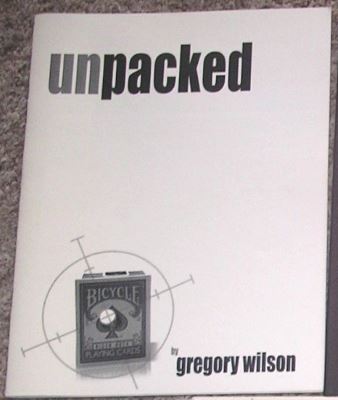 unpacked
BICYCLE
PLAYING CARDS
by
gregory wilson